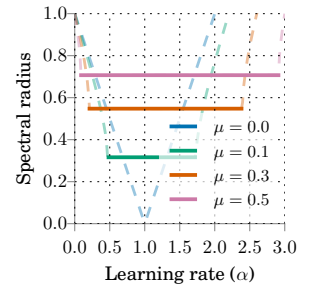 Spectral radius
1.0
0.8
0.6
0.4
0.2
0.0
μ = 0.0
μ = 0.1
μ = 0.3
μ = 0.5
0.0 0.5 1.0 1.5 2.0 2.5 3.0
Learning rate (α)